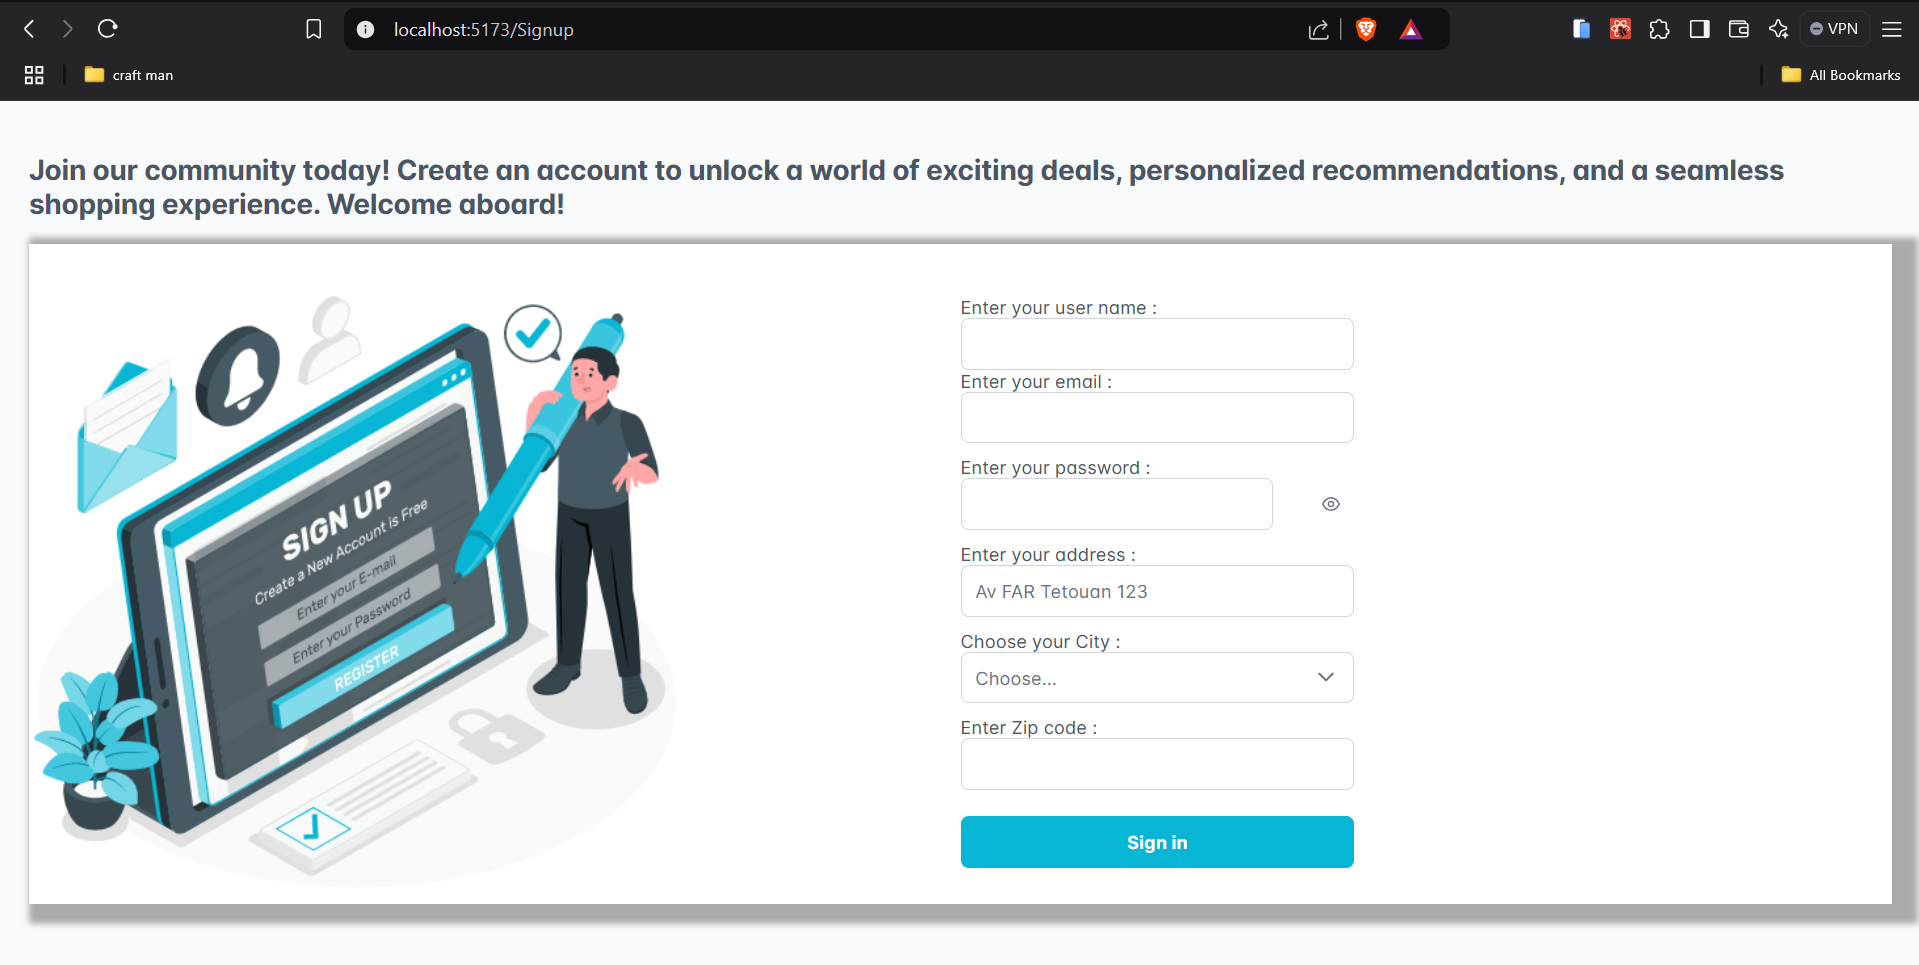 localhost:5173/Signup
VPN
craft man
All Bookmarks
Join our community today! Create an account to unlock a world of exciting deals, personalized recommendations, and a seamless
shopping experience. Welcome aboard!
SIGN UP
Create a New Account is Free
Enter your E-mail
Enter your Password
REGISTER
Enter your user name :
Enter your email :
Enter your password :
Enter your address :
Av FAR Tetouan 123
Choose your City :
Choose...
Enter Zip code :
Sign in